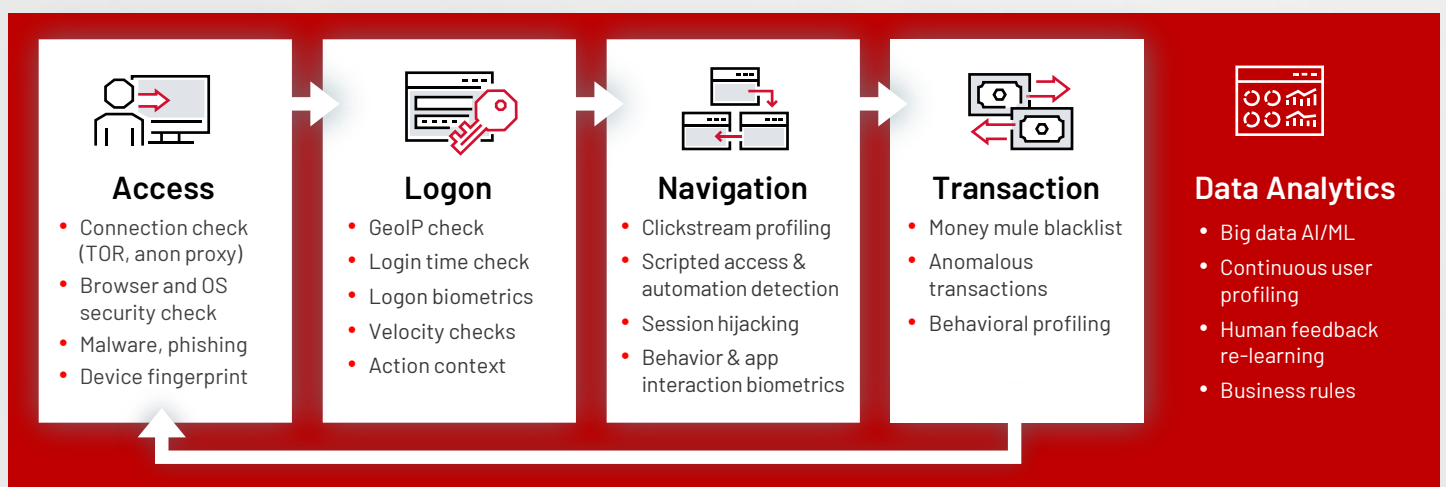 Access
Connection check
(TOR, anon proxy)
Browser and OS
security check
Malware, phishing
Device fingerprint
Logon
GeoIP check
Login time check
Logon biometrics
Velocity checks
Action context
Navigation
Clickstream profiling
Scripted access &
automation detection
Session hijacking
Behavior & app
interaction biometrics
Transaction
Money mule blacklist
Anomalous
transactions
Behavioral profiling
Data Analytics
Big data AI/ML
Continuous user
profiling
Human feedback
re-learning
Business rules